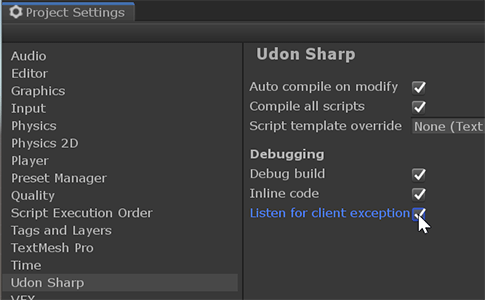 Project Settings
Audio
Editor
Graphics
Input
Physics
Physics 2D
Player
Preset Manager
Quality
Script Execution Order
Tags and Layers
TextMesh Pro
Time
Udon Sharp
VFX
Udon Sharp
Auto compile on modify
Compile all scripts
Script template override None (Text
Debugging
Debug build
Inline code
Listen for client exception